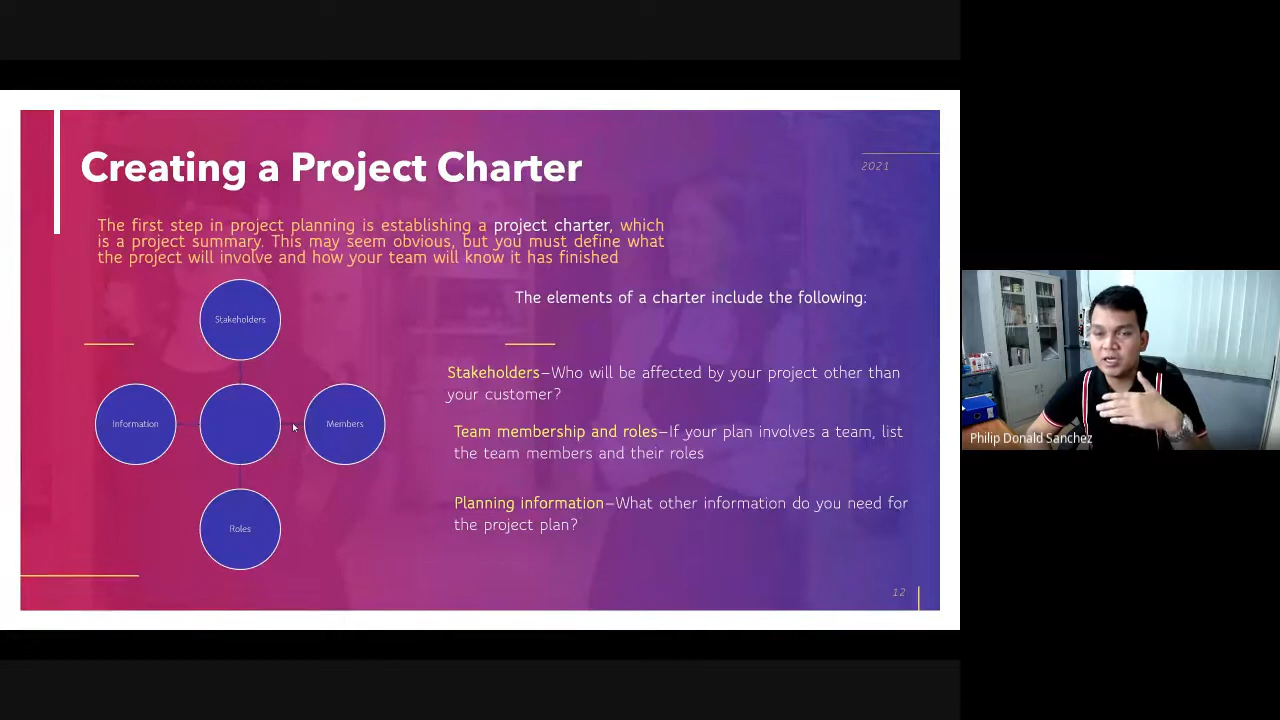 Creating a Project Charter
2021
The first step in project planning is establishing a project charter, which
is a project summary. This may seem obvious, but you must define what
the project will involve and how your team will know it has finished
Stakeholders
Information
Members
Roles
The elements of a charter include the following:
Stakeholders—Who will be affected by your project other than
your customer?
Team membership and roles—If your plan involves a team, list
the team members and their roles
Planning information—What other information do you need for
the project plan?
12
Philip Donald Sanchez